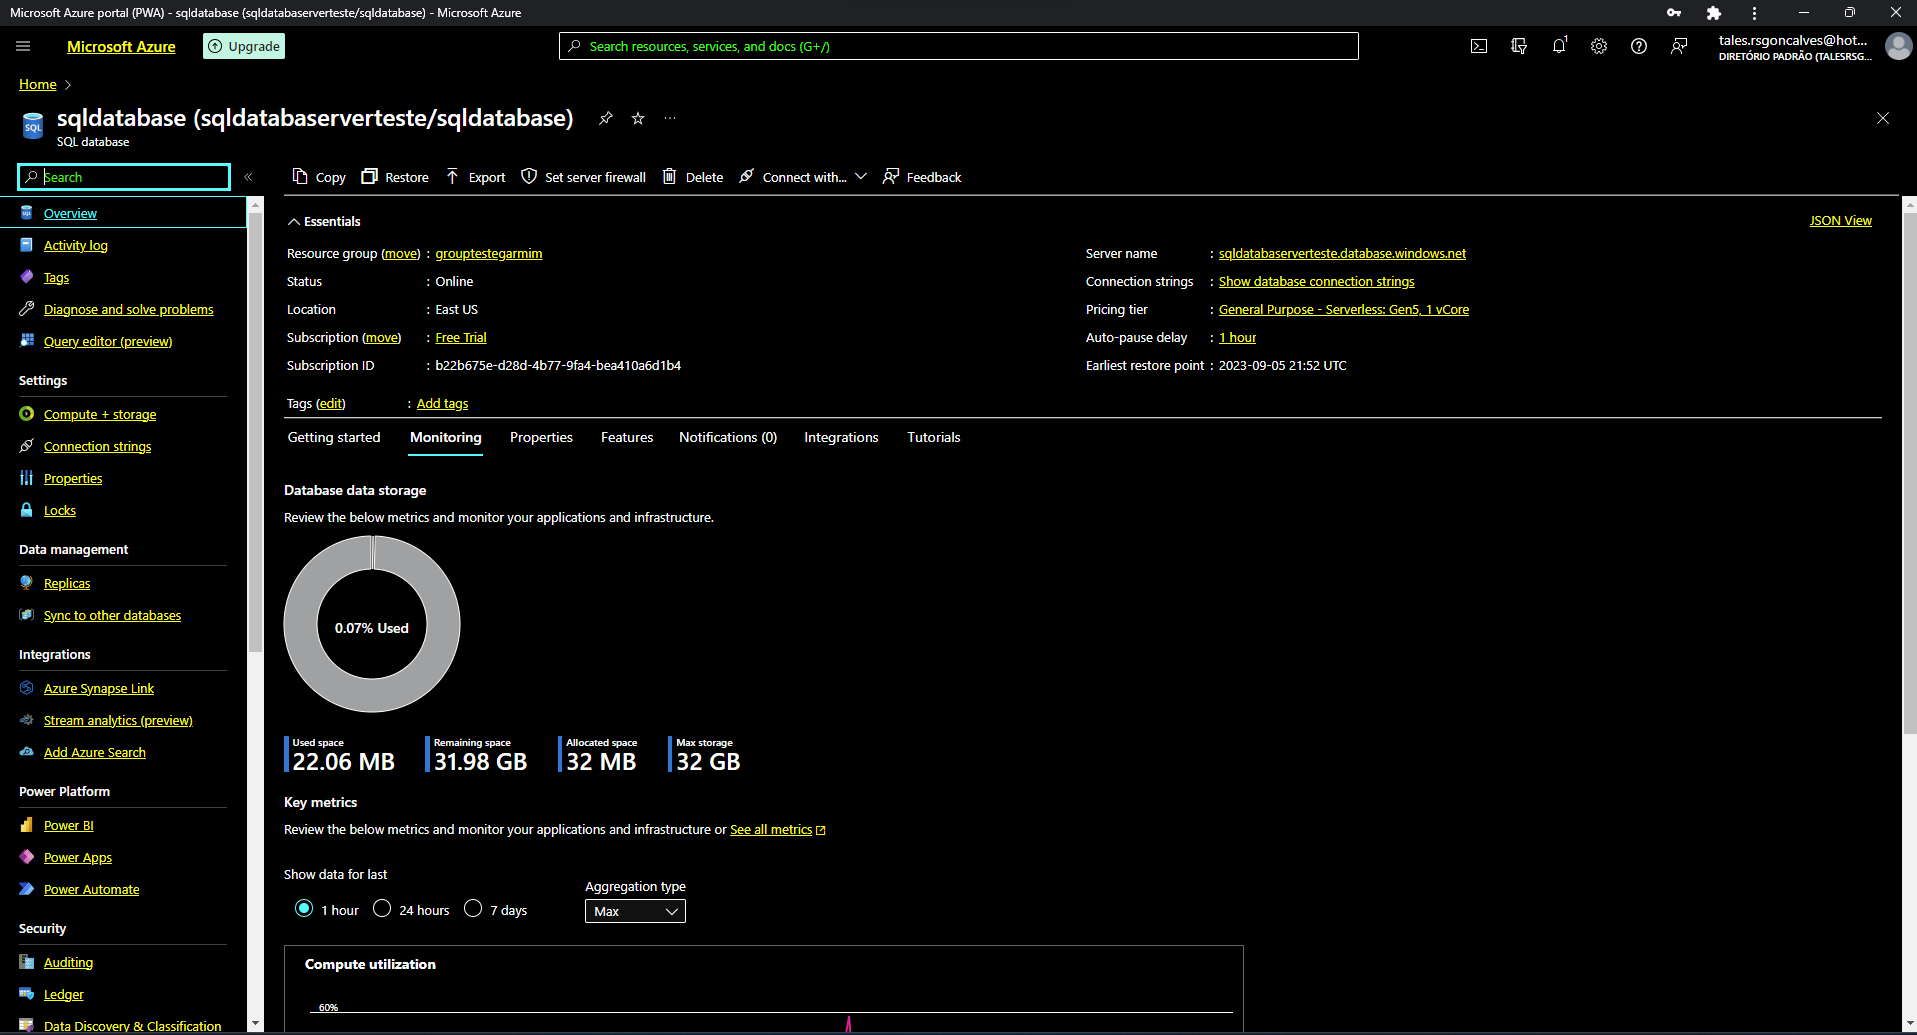 Microsoft Azure portal (PWA) - sqldatabase (sqldatabaserverteste/sqldatabase) - Microsoft Azure
Microsoft Azure
Upgrade
Search resources, services, and docs (G+/)
1
tales.rsgoncalves@hot...
DIRETÓRIO PADRÃO (TALESRSG...
Home >
sqldatabase (sqldatabaserverteste/sqldatabase)
SQL database
Search
Copy Restore Export Set server firewall Delete Connect with... Feedback
Overview
Activity log
Tags
Diagnose and solve problems
Query editor (preview)
Settings
Compute + storage
Connection strings
Properties
Locks
Data management
Replicas
Sync to other databases
Integrations
Azure Synapse Link
Stream analytics (preview)
Add Azure Search
Power Platform
Power BI
Power Apps
Power Automate
Security
Auditing
Ledger
Data Discovery & Classification
Essentials
JSON View
Resource group (move) : grouptestegarmim
Status : Online
Location : East US
Subscription (move) : Free Trial
Subscription ID : b22b675e-d28d-4b77-9fa4-bea410a6d1b4
Server name : sqldatabaserverteste.database.windows.net
Connection strings : Show database connection strings
Pricing tier : General Purpose - Serverless: Gen5, 1 vCore
Auto-pause delay : 1 hour
Earliest restore point : 2023-09-05 21:52 UTC
Tags (edit) : Add tags
Getting started Monitoring Properties Features Notifications (0) Integrations Tutorials
Database data storage
Review the below metrics and monitor your applications and infrastructure.
0.07% Used
Used space
22.06 MB
Remaining space
31.98 GB
Allocated space
32 MB
Max storage
32 GB
Key metrics
Review the below metrics and monitor your applications and infrastructure or See all metrics
Show data for last
1 hour 24 hours 7 days
Aggregation type
Max
Compute utilization
60%